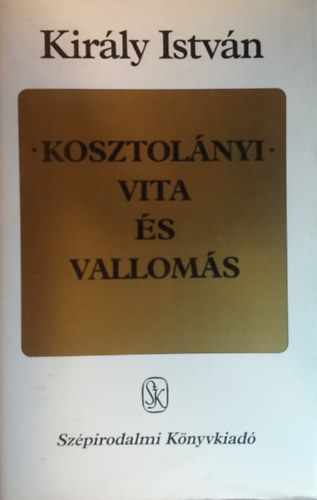 Király István
· KOSZTOLÁNYI ·
VITA
ÉS
VALLOMÁS
SzK
Szépirodalmi Könyvkiadó